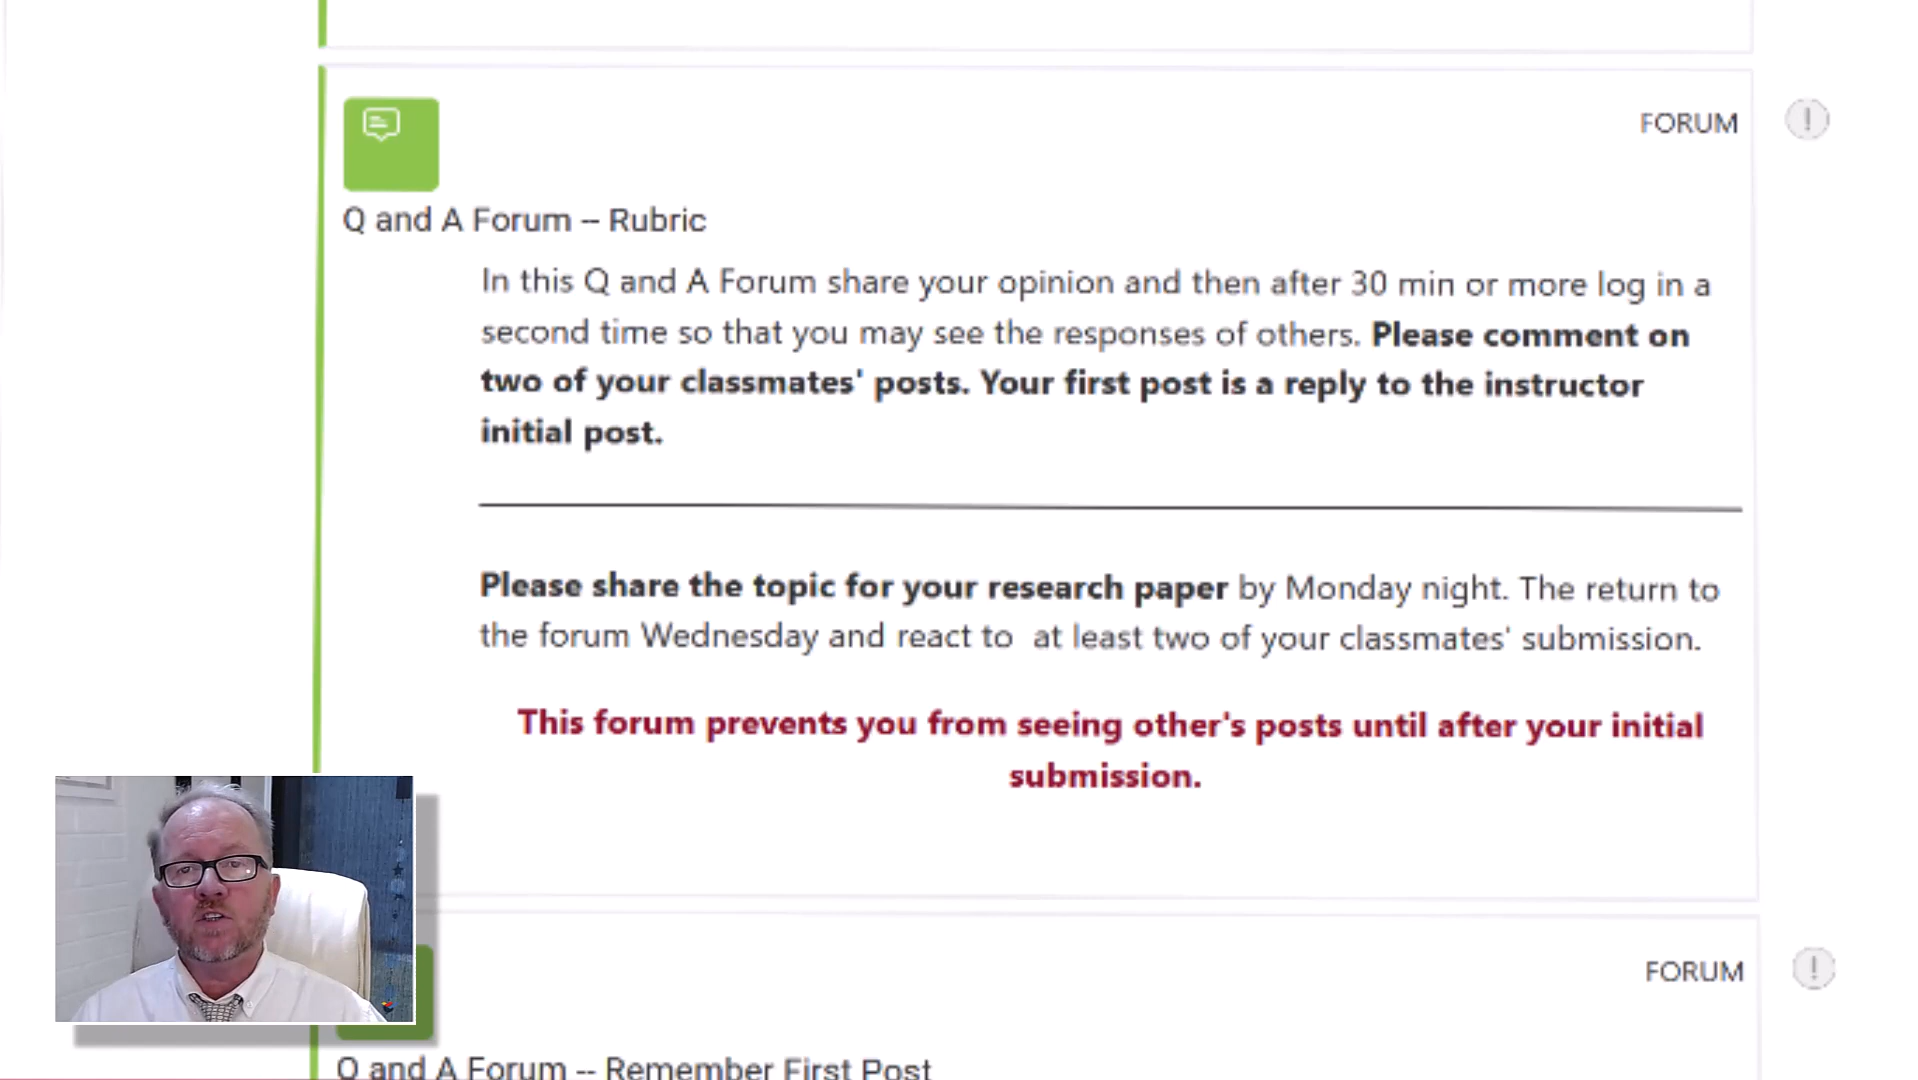 FORUM
Q and A Forum -- Rubric
In this Q and A Forum share your opinion and then after 30 min or more log in a
second time so that you may see the responses of others. Please comment on
two of your classmates' posts. Your first post is a reply to the instructor
initial post.
Please share the topic for your research paper by Monday night. The return to
the forum Wednesday and react to  at least two of your classmates' submission.
This forum prevents you from seeing other's posts until after your initial
submission.
FORUM
Q and A Forum -- Remember First Post